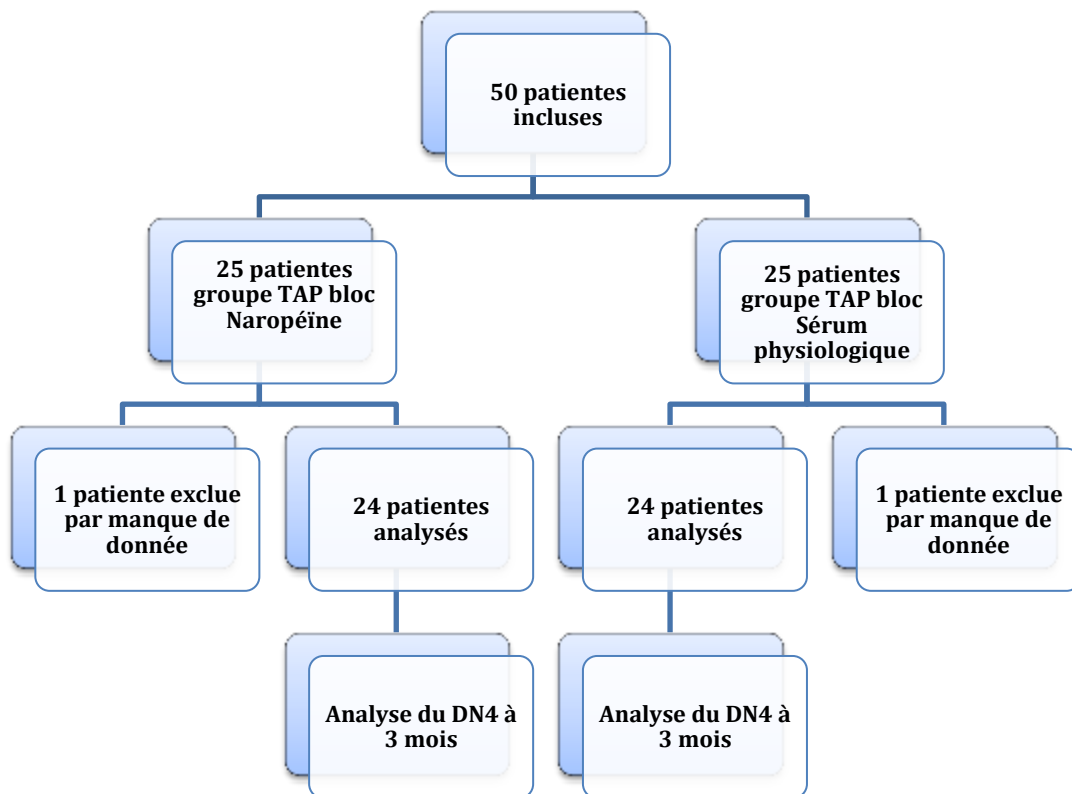 50 patientes
incluses
25 patientes
groupe TAP bloc
Naropéïne
25 patientes
groupe TAP bloc
Sérum
physiologique
1 patiente exclue
par manque de
donnée
24 patientes
analysés
24 patientes
analysés
1 patiente exclue
par manque de
donnée
Analyse du DN4 à
3 mois
Analyse du DN4 à
3 mois